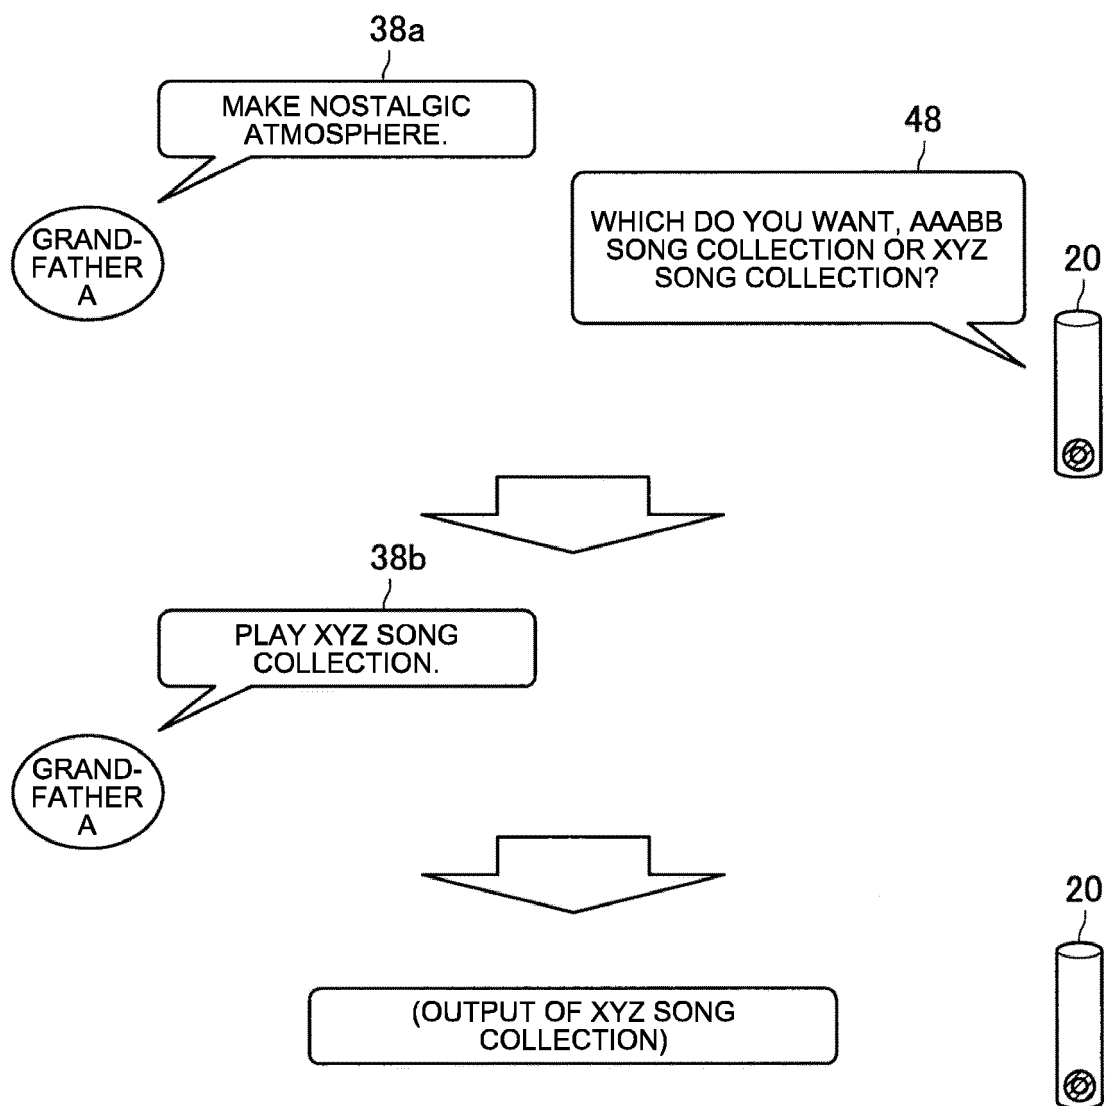 38a
MAKE NOSTALGIC
ATMOSPHERE.
48
GRAND-
FATHER
A
WHICH DO YOU WANT, AAABB
SONG COLLECTION OR XYZ
SONG COLLECTION?
20
38b
PLAY XYZ SONG
COLLECTION.
GRAND-
FATHER
A
20
(OUTPUT OF XYZ SONG
COLLECTION)